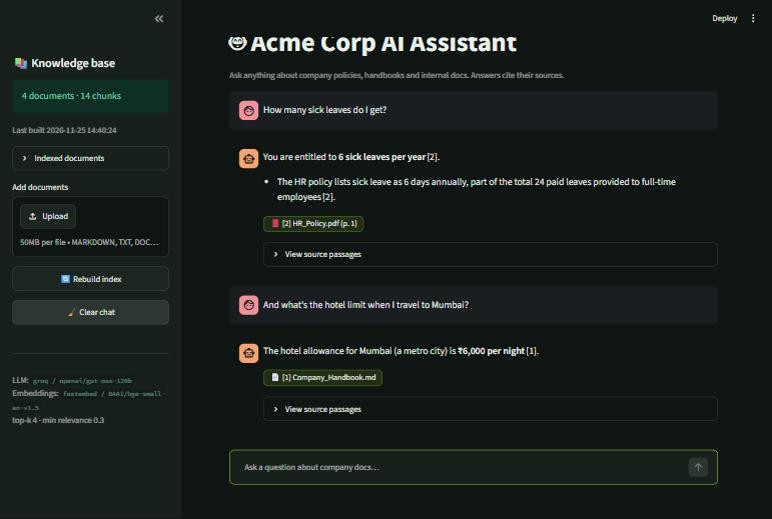 Deploy
Knowledge base
4 documents · 14 chunks
Last built 2026-11-25 14:40:24
Indexed documents
Add documents
Upload
50MB per file • MARKDOWN, TXT, DOC...
Rebuild index
Clear chat
LLM: groq / openai/gpt-oss-120b
Embeddings: fastembed / BAAI/bge-small-
en-v1.5
top-k 4 · min relevance 0.3
Acme Corp AI Assistant
Ask anything about company policies, handbooks and internal docs. Answers cite their sources.
How many sick leaves do I get?
You are entitled to 6 sick leaves per year [2].
• The HR policy lists sick leave as 6 days annually, part of the total 24 paid leaves provided to full-time
employees [2].
[2] HR_Policy.pdf (p. 1)
View source passages
And what's the hotel limit when I travel to Mumbai?
The hotel allowance for Mumbai (a metro city) is ₹6,000 per night [1].
[1] Company_Handbook.md
View source passages
Ask a question about company docs...